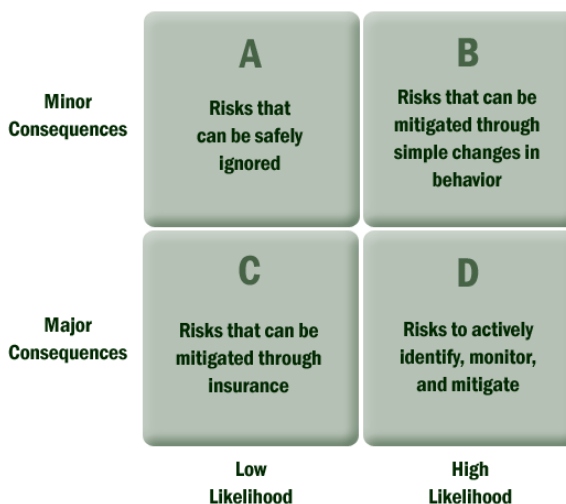 A
B
Minor
Consequences
Risks that
can be safely
ignored
Risks that can be
mitigated through
simple changes in
behavior
C
D
Major
Consequences
Risks that can be
mitigated through
insurance
Risks to actively
identify, monitor,
and mitigate
Low
Likelihood
High
Likelihood